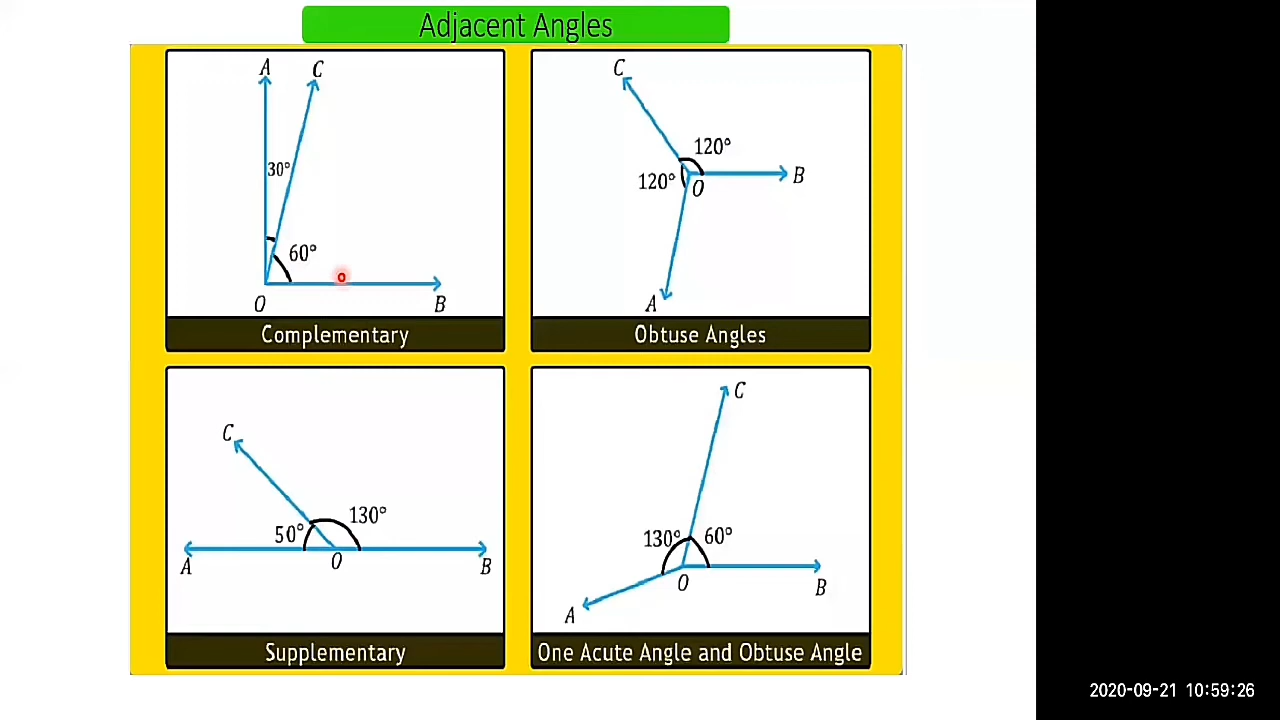 Adjacent Angles
A
C
30°
60°
O
B
Complementary
C
120°
120°
O
B
A
Obtuse Angles
C
50°
130°
A
O
B
Supplementary
C
130°
60°
O
B
A
One Acute Angle and Obtuse Angle
2020-09-21 10:59:26